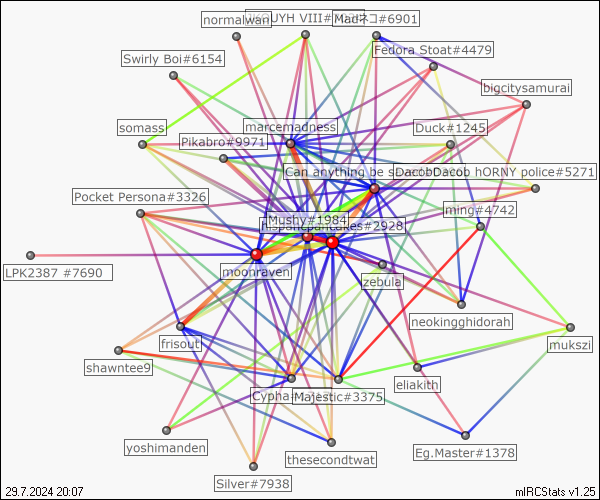 normalwan
UYH VIII#
Madネコ#6901
Fedora Stoat#4479
Swirly Boi#6154
bigcitysamurai
somass
marcemadness
Duck#1245
Pikabro#9971
Can anything be s
Dacob hORNY police#5271
Pocket Persona#3326
ming#4742
Mushy#1984
#2928
LPK2387 #7690
moonraven
zebula
neokingghidorah
frisout
mukszi
shawntee9
eliakith
Cypha
Majestic#3375
yoshimanden
thesecondtwat
Eg.Master#1378
Silver#7938
29.7.2024 20:07
mIRCStats v1.25